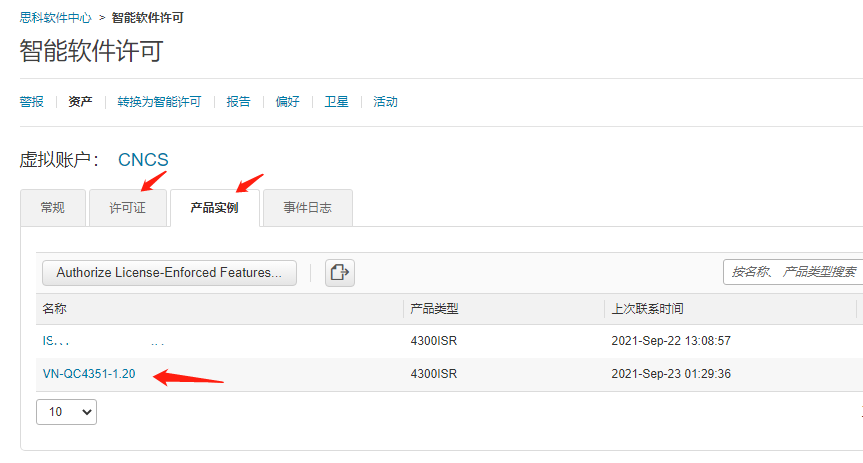 思科软件中心 > 智能软件许可
智能软件许可
警报 资产 转换为智能许可 报告 偏好 卫星 活动
虚拟账户： CNCS
常规 许可证 产品实例 事件日志
Authorize License-Enforced Features... 按名称、产品类型搜索
名称 产品类型 上次联系时间
IS... ... 4300ISR 2021-Sep-22 13:08:57
VN-QC4351-1.20 4300ISR 2021-Sep-23 01:29:36
10